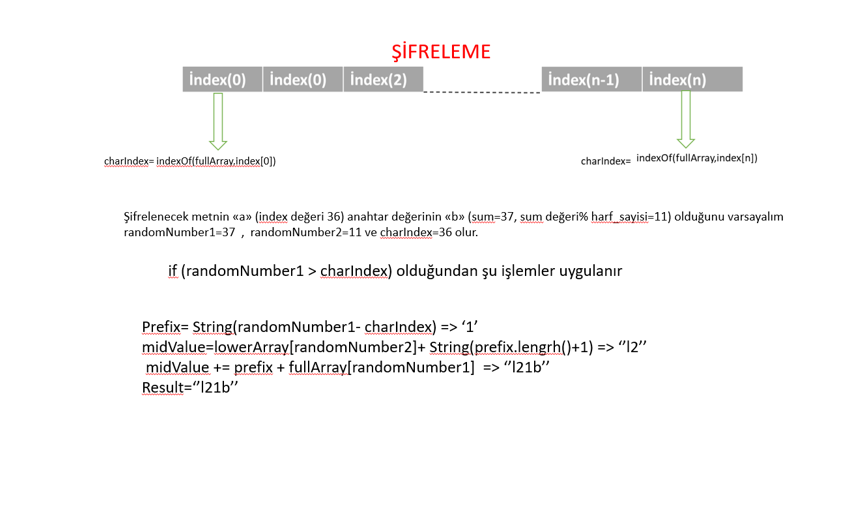 ŞİFRELEME
İndex(0) İndex(0) İndex(2) İndex(n-1) İndex(n)
charIndex= indexOf(fullArray,index[0]) charIndex= indexOf(fullArray,index[n])
Şifrelenecek metnin «a» (index değeri 36) anahtar değerinin «b» (sum=37, sum değeri% harf_sayisi=11) olduğunu varsayalım
randomNumber1=37 , randomNumber2=11 ve charIndex=36 olur.
if (randomNumber1 > charIndex) olduğundan şu işlemler uygulanır
Prefix= String(randomNumber1- charIndex) => ‘1’
midValue=lowerArray[randomNumber2]+ String(prefix.lengrh()+1) => ‘’l2’’
midValue += prefix + fullArray[randomNumber1] => ‘’l21b’’
Result=‘’l21b’’